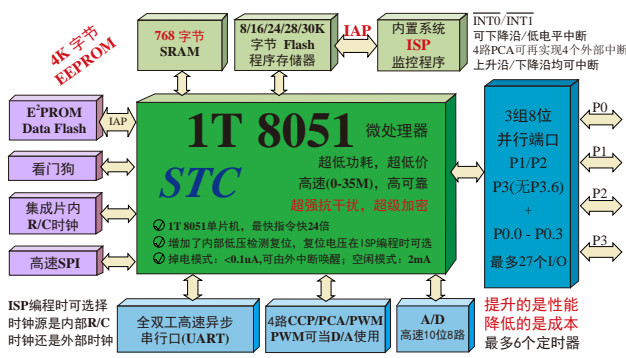 4K 字节
EEPROM
768 字节
SRAM
8/16/24/28/30K
字节 Flash
程序存储器
IAP
内置系统
ISP
监控程序
INT0/INT1
可下降沿/低电平中断
4路PCA可再实现4个外部中断
上升沿/下降沿均可中断
E²PROM
Data Flash
IAP
看门狗
集成片内
R/C时钟
高速SPI
1T 8051 微处理器
STC
超低功耗，超低价
高速(0-35M)，高可靠
超强抗干扰，超级加密
1T 8051单片机，最快指令快24倍
增加了内部低压检测复位，复位电压在ISP编程时可选
掉电模式：<0.1uA,可由外中断唤醒；空闲模式：2mA
3组8位
并行端口
P1/P2
P3(无P3.6)
+
P0.0 - P0.3
最多27个I/O
P0
P1
P2
P3
ISP编程时可选择
时钟源是内部R/C
时钟还是外部时钟
全双工高速异步
串行口(UART)
4路CCP/PCA/PWM
PWM可当D/A使用
A/D
高速10位8路
提升的是性能
降低的是成本
最多6个定时器